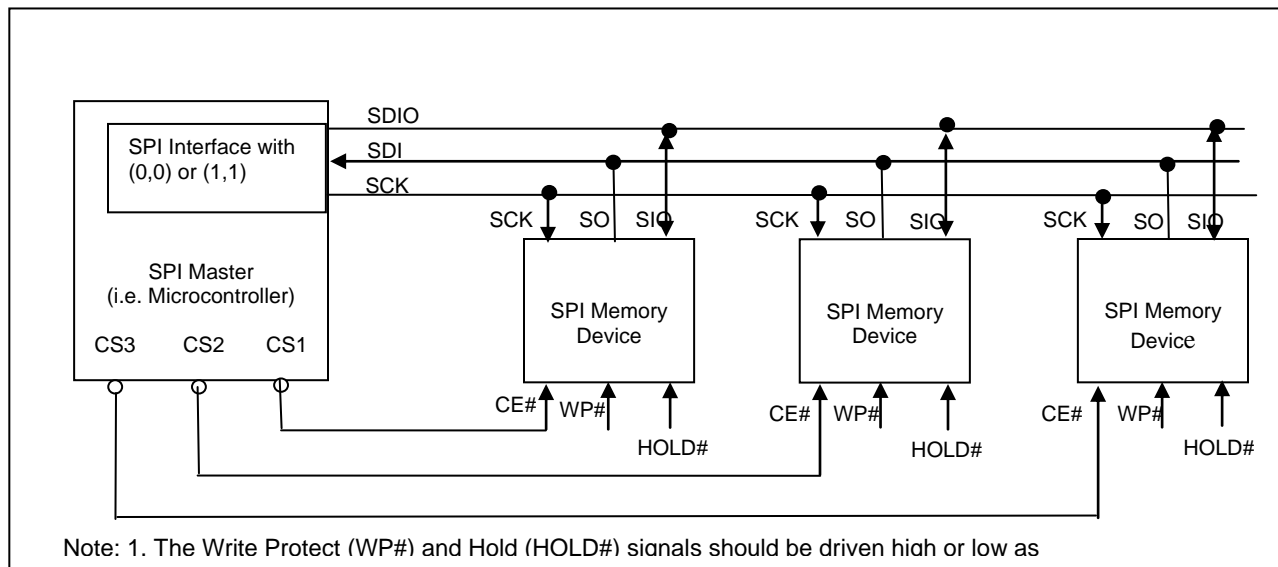 SDIO
SPI Interface with
(0,0) or (1,1)
SDI
SCK
SCK SO SIO SCK SO SIO SCK SO SIO
SPI Master
(i.e. Microcontroller)
SPI Memory
Device
SPI Memory
Device
SPI Memory
Device
CS3 CS2 CS1
CE# WP# CE# WP# CE# WP#
HOLD# HOLD# HOLD#
Note: 1. The Write Protect (WP#) and Hold (HOLD#) signals should be driven high or low as